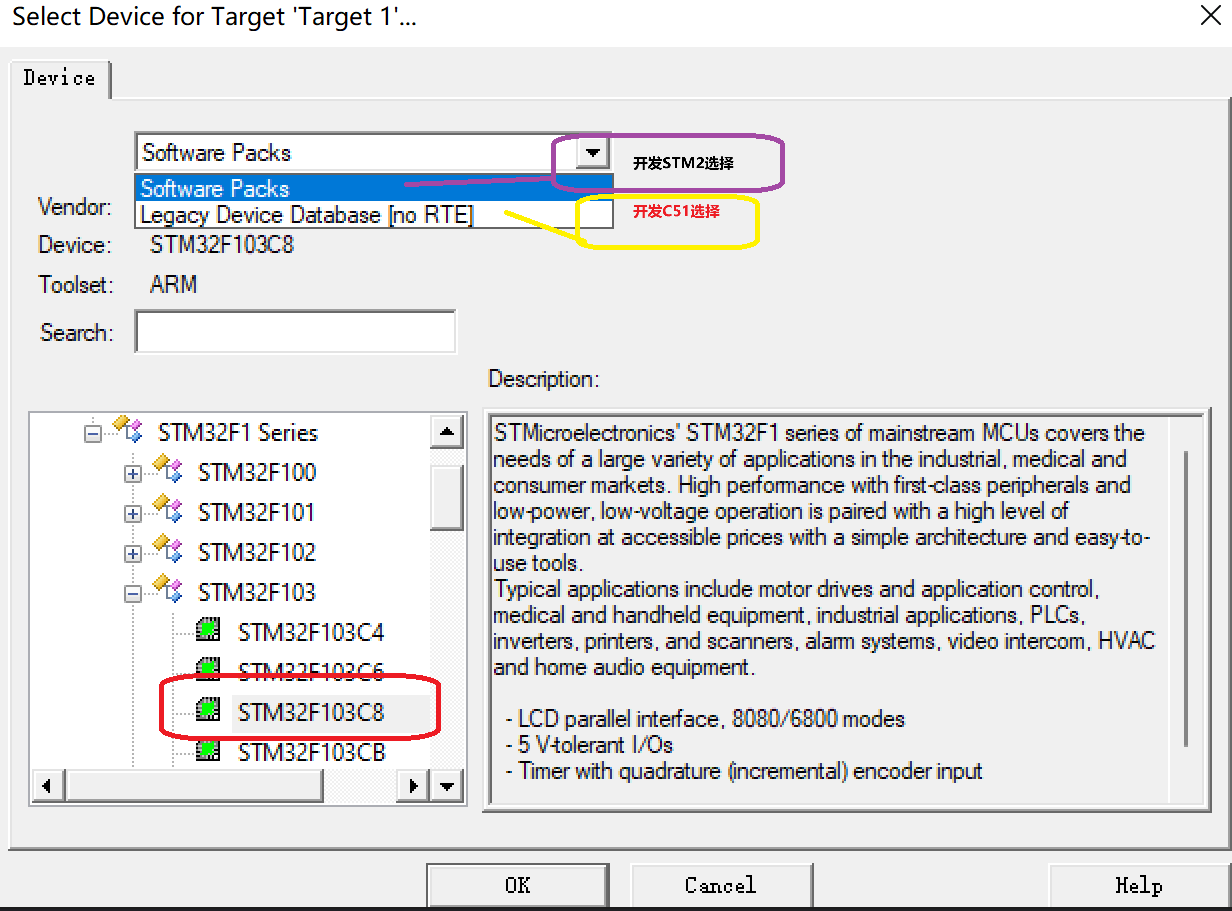 Select Device for Target 'Target 1'...
Device
Software Packs
开发STM2选择
Software Packs
Legacy Device Database [no RTE]
开发C51选择
Vendor:
Device: STM32F103C8
Toolset: ARM
Search:
Description:
STM32F1 Series
STM32F100
STM32F101
STM32F102
STM32F103
STM32F103C4
STM32F103C6
STM32F103C8
STM32F103CB
STMicroelectronics' STM32F1 series of mainstream MCUs covers the
needs of a large variety of applications in the industrial, medical and
consumer markets. High performance with first-class peripherals and
low-power, low-voltage operation is paired with a high level of
integration at accessible prices with a simple architecture and easy-to-
use tools.
Typical applications include motor drives and application control,
medical and handheld equipment, industrial applications, PLCs,
inverters, printers, and scanners, alarm systems, video intercom, HVAC
and home audio equipment.
- LCD parallel interface, 8080/6800 modes
- 5 V-tolerant I/Os
- Timer with quadrature (incremental) encoder input
OK
Cancel
Help